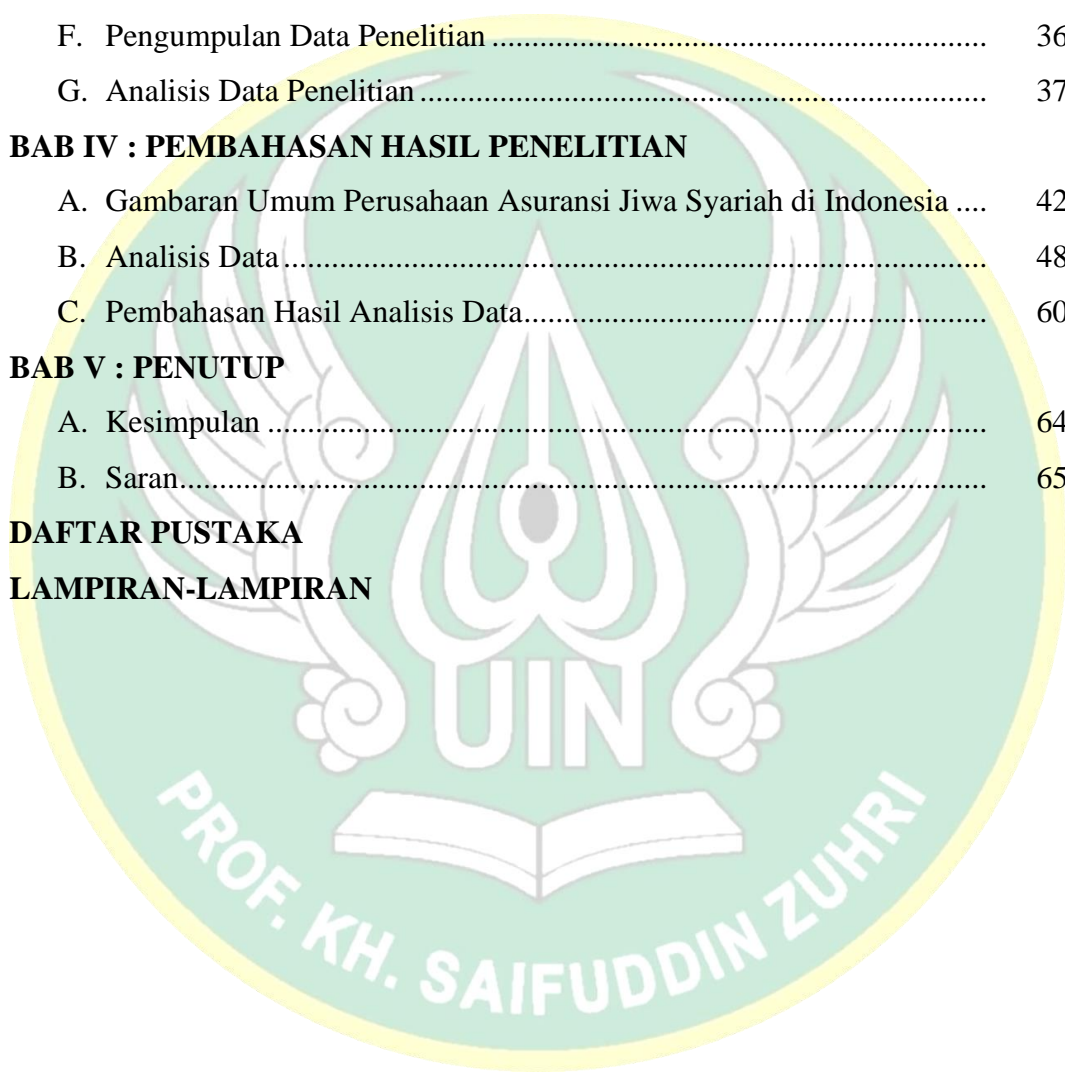 F. Pengumpulan Data Penelitian ........................................................................ 36
G. Analisis Data Penelitian ................................................................................... 37
BAB IV : PEMBAHASAN HASIL PENELITIAN
A. Gambaran Umum Perusahaan Asuransi Jiwa Syariah di Indonesia .... 42
B. Analisis Data ....................................................................................................... 48
C. Pembahasan Hasil Analisis Data.................................................................... 60
BAB V : PENUTUP
A. Kesimpulan ......................................................................................................... 64
B. Saran...................................................................................................................... 65
DAFTAR PUSTAKA
LAMPIRAN-LAMPIRAN
UIN
PROF. KH. SAIFUDDIN ZUHRI